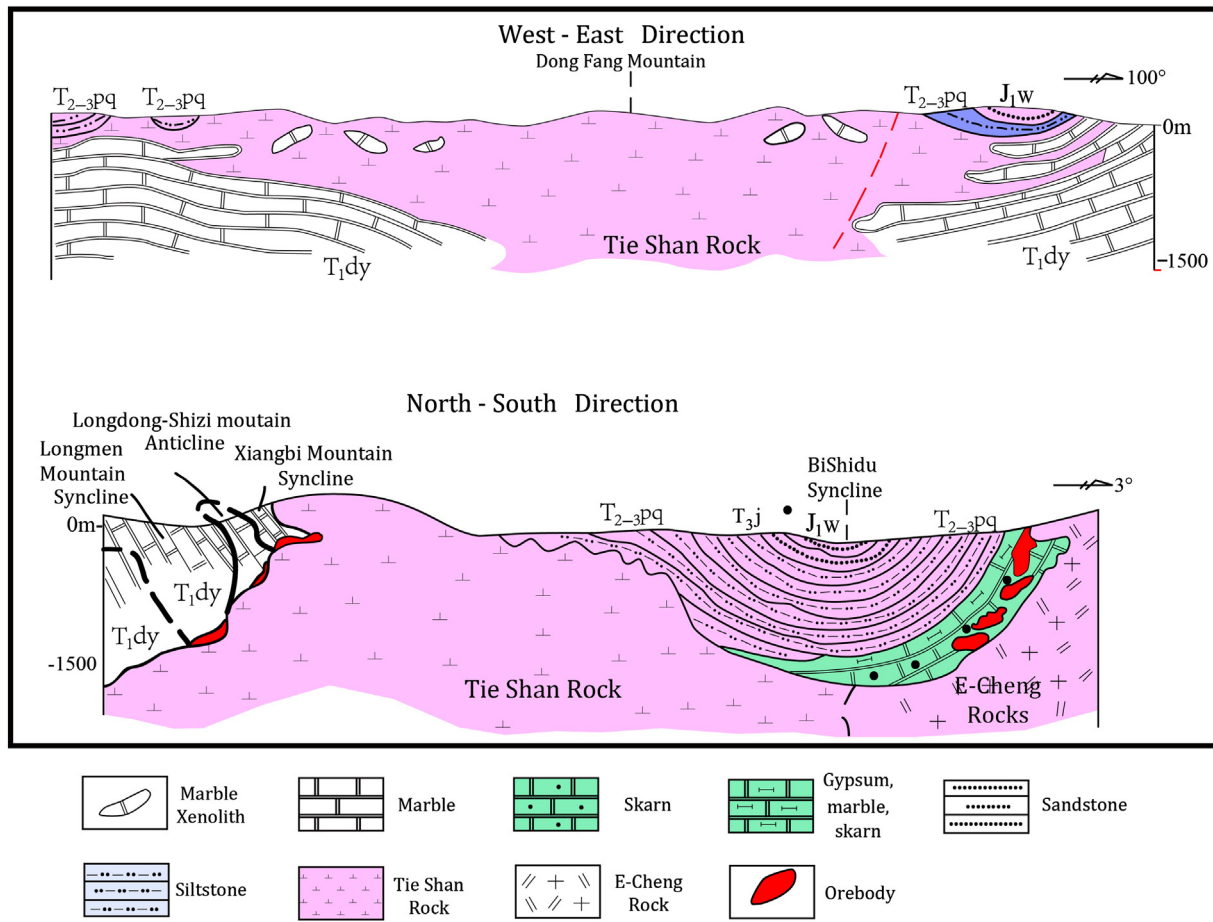 West - East Direction
Dong Fang Mountain
100°
T₂₋₃pq
T₂₋₃pq
T₂₋₃pq
J₁w
0m
Tie Shan Rock
T₁dy
T₁dy
-1500
North - South Direction
Longdong-Shizi moutain
Anticline
Longmen
Mountain
Syncline
Xiangbi Mountain
Syncline
BiShidu
Syncline
3°
0m
T₂₋₃pq
T₃j
J₁w
T₂₋₃pq
T₁dy
T₁dy
-1500
Tie Shan Rock
E-Cheng
Rocks
Marble
Xenolith
Marble
Skarn
Gypsum,
marble,
skarn
Sandstone
Siltstone
Tie Shan
Rock
E-Cheng
Rock
Orebody